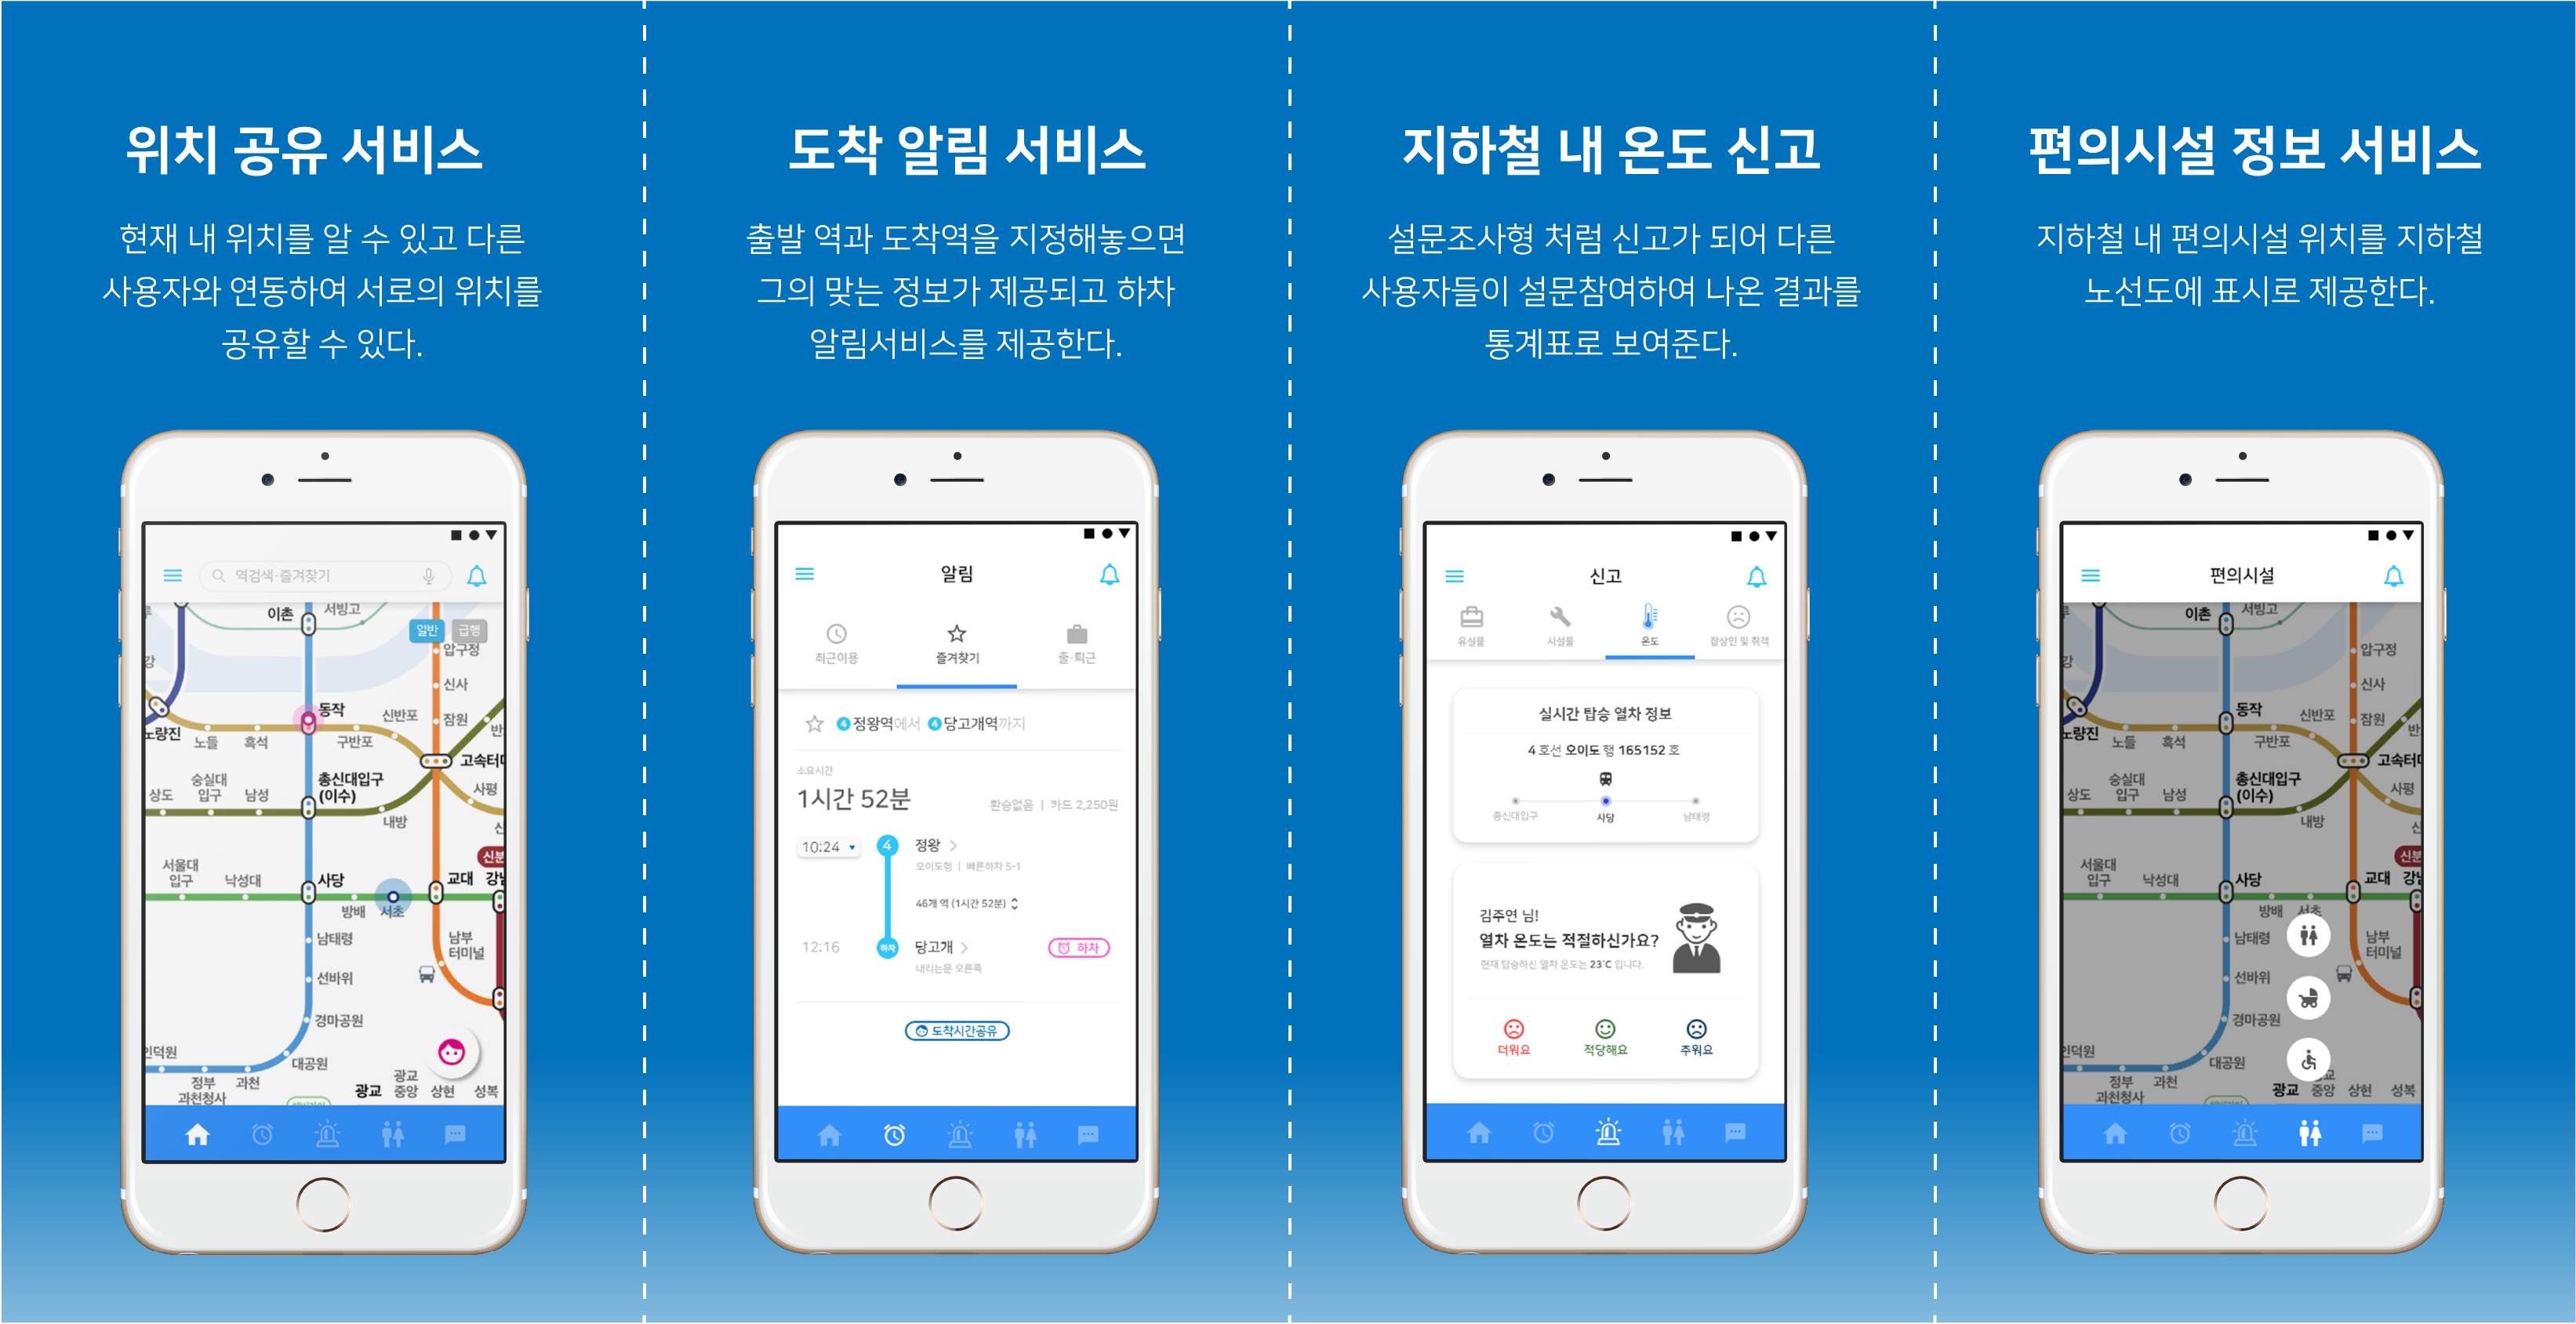 위치 공유 서비스
현재 내 위치를 알 수 있고 다른
사용자와 연동하여 서로의 위치를
공유할 수 있다.
역검색·즐겨찾기
이촌
서빙고
일반
급행
강
압구정
신사
동작
신반포
잠원
반
노량진
노들
흑석
구반포
고속터미
숭실대
입구
상도
남성
총신대입구
(이수)
사평
내방
신분
서울대
입구
낙성대
사당
교대
강남
방배
서초
남태령
남부
터미널
선바위
경마공원
인덕원
대공원
정부
과천청사
과천
광교
광교
중앙
상현
성복
도착 알림 서비스
출발 역과 도착역을 지정해놓으면
그의 맞는 정보가 제공되고 하차
알림서비스를 제공한다.
알림
최근이용
즐겨찾기
출·퇴근
4 정왕역에서 4 당고개역까지
소요시간
1시간 52분
환승없음 | 카드 2,250원
10:24
4
정왕
오이도행 | 빠른하차 5-1
46개 역 (1시간 52분)
12:16
하차
당고개
하차
내리는문 오른쪽
도착시간공유
지하철 내 온도 신고
설문조사형 처럼 신고가 되어 다른
사용자들이 설문참여하여 나온 결과를
통계표로 보여준다.
신고
유실물
시설물
온도
잡상인 및 취객
실시간 탑승 열차 정보
4 호선 오이도 행 165152 호
총신대입구
사당
남태령
김주연 님!
열차 온도는 적절하신가요?
현재 탑승하신 열차 온도는 23℃ 입니다.
더워요
적당해요
추워요
편의시설 정보 서비스
지하철 내 편의시설 위치를 지하철
노선도에 표시로 제공한다.
편의시설
이촌
서빙고
강
압구정
신사
동작
신반포
잠원
반
노량진
노들
흑석
구반포
고속터미
숭실대
입구
상도
남성
총신대입구
(이수)
사평
내방
신분
서울대
입구
낙성대
사당
교대
강남
방배
서초
남태령
남부
터미널
선바위
경마공원
인덕원
대공원
정부
과천청사
과천
광교
중앙
상현
성복